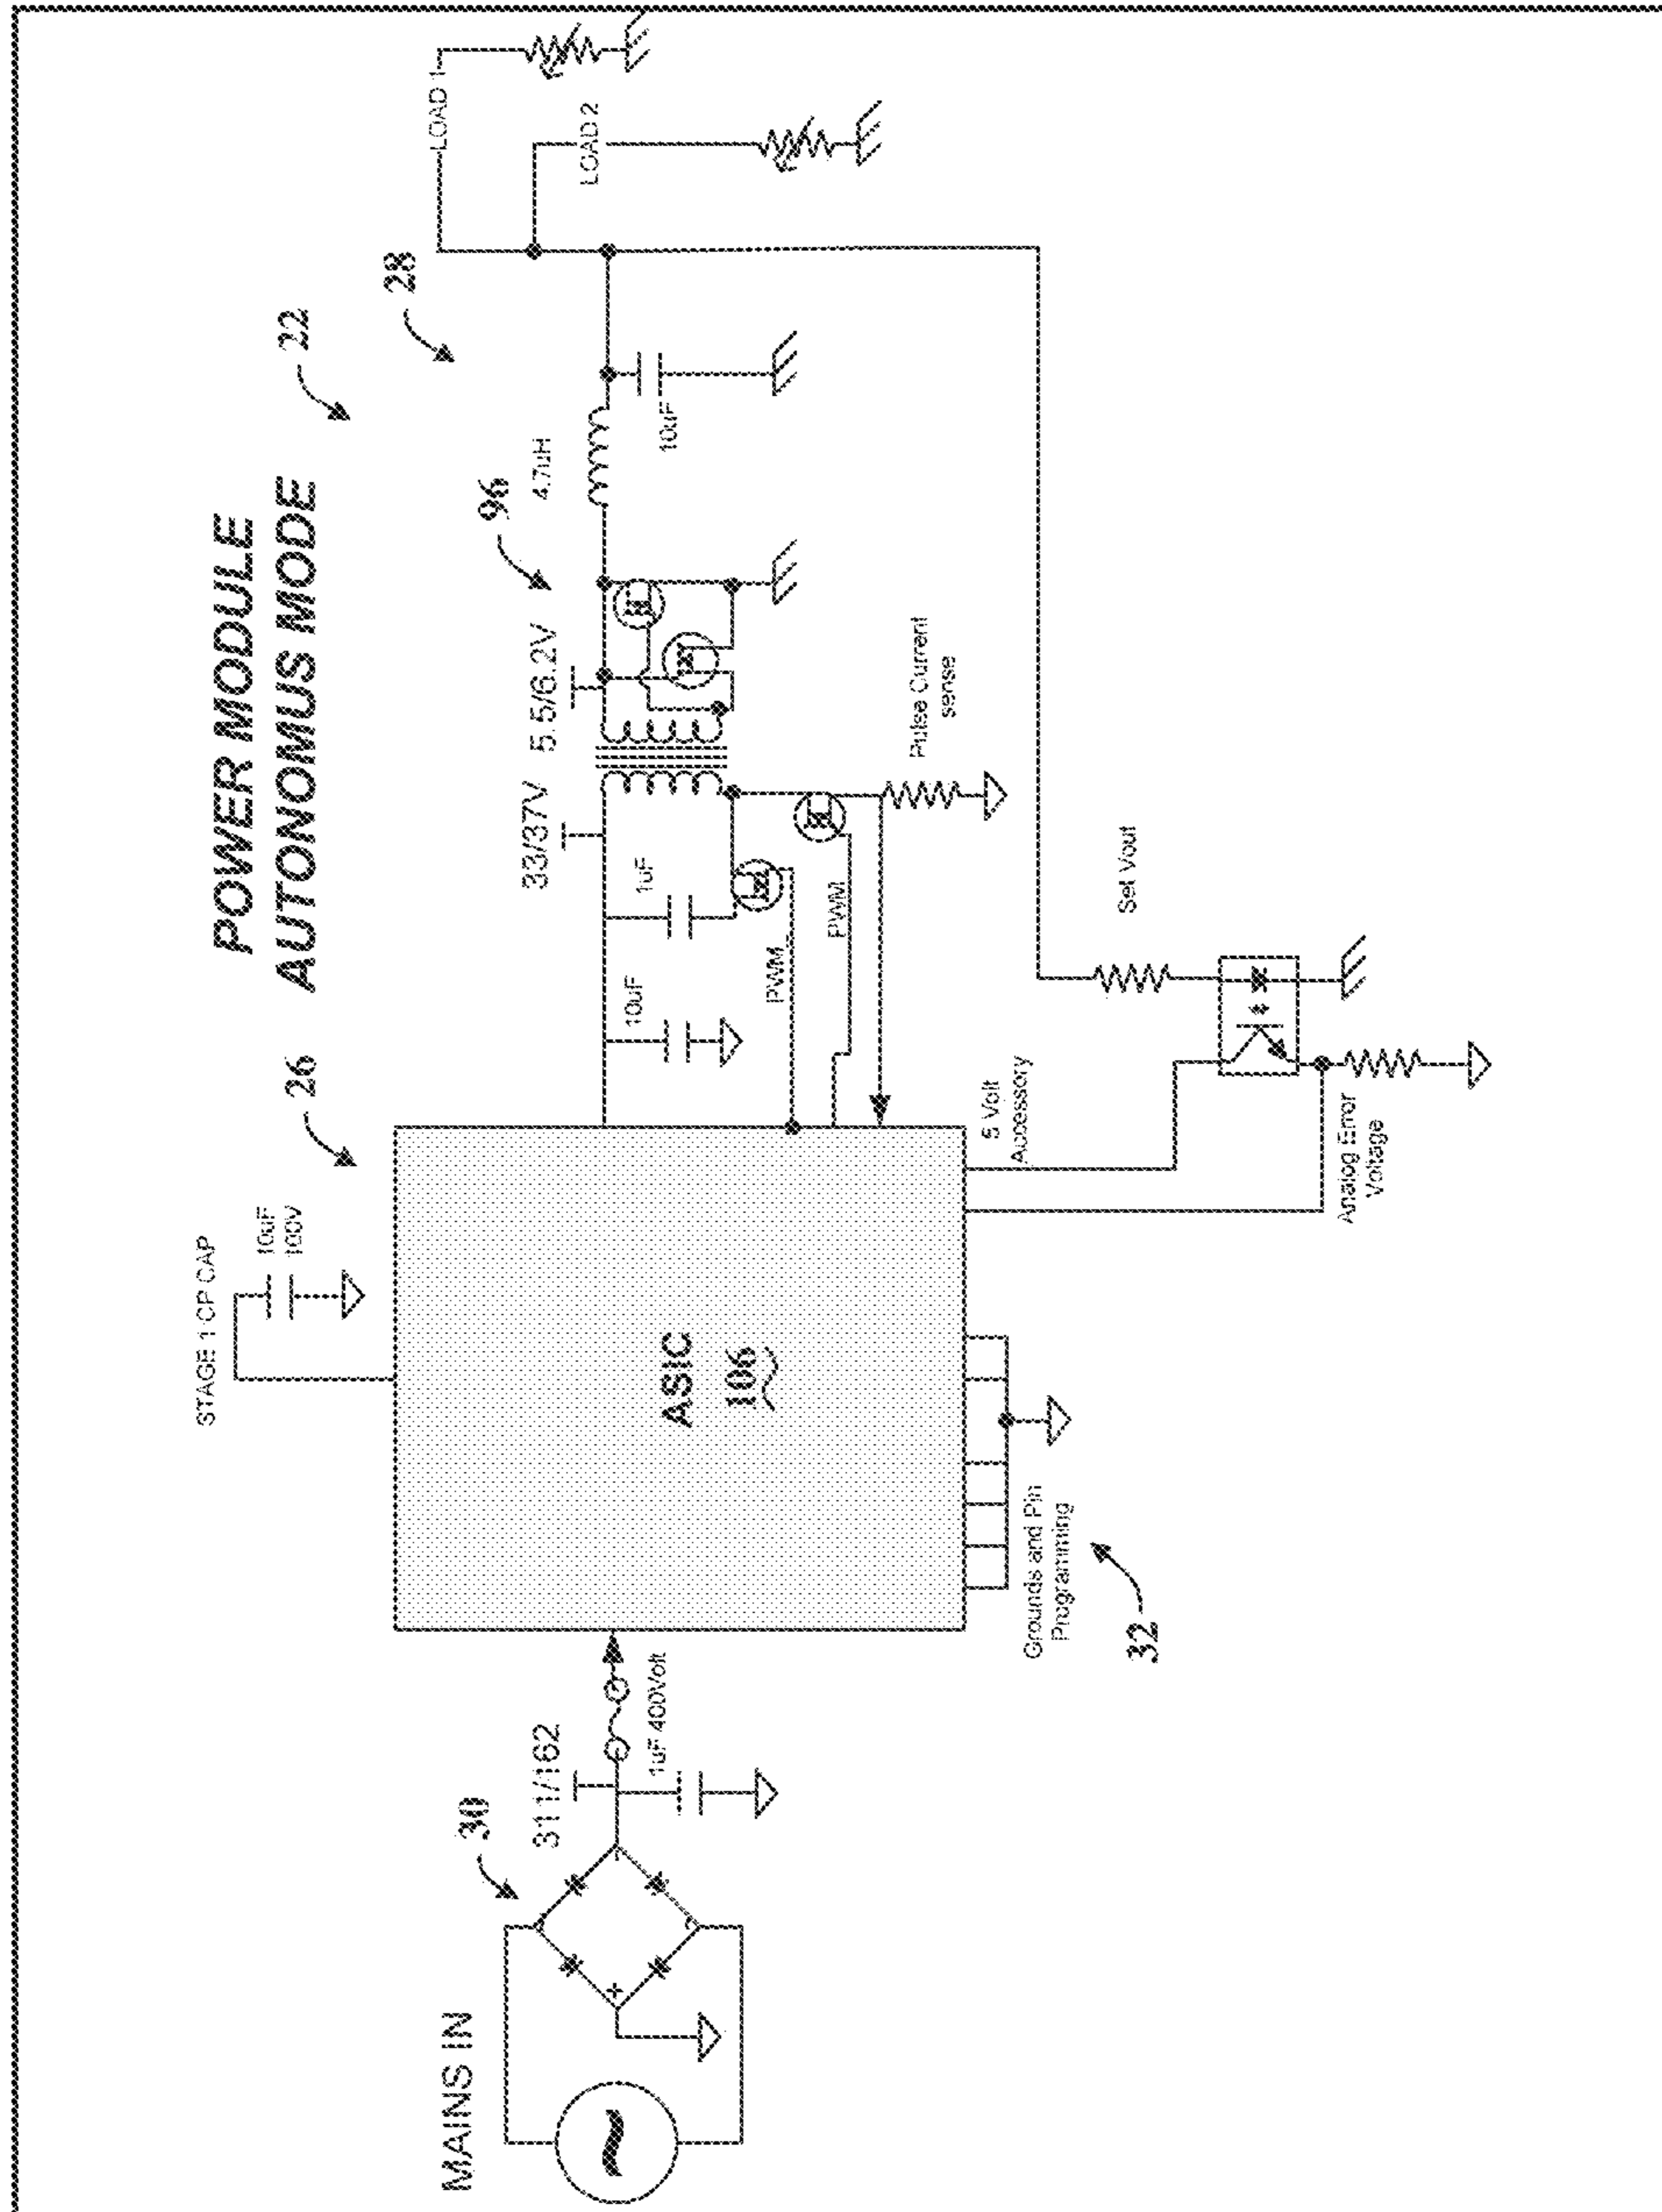 POWER MODULE
AUTONOMUS MODE
22
26
28
STAGE 1 CP CAP
10uF
160V
MAINS IN
30
311/162
1uF 400Volt
ASIC
106
33/37V
5.5/6.2V
96
4.7uH
10uF
LOAD 1
LOAD 2
10uF
1uF
PWM_
PWM
Pulse Current
sense
5 Volt
Accessory
Set Vout
Analog Error
Voltage
Grounds and Pin
Programming
32